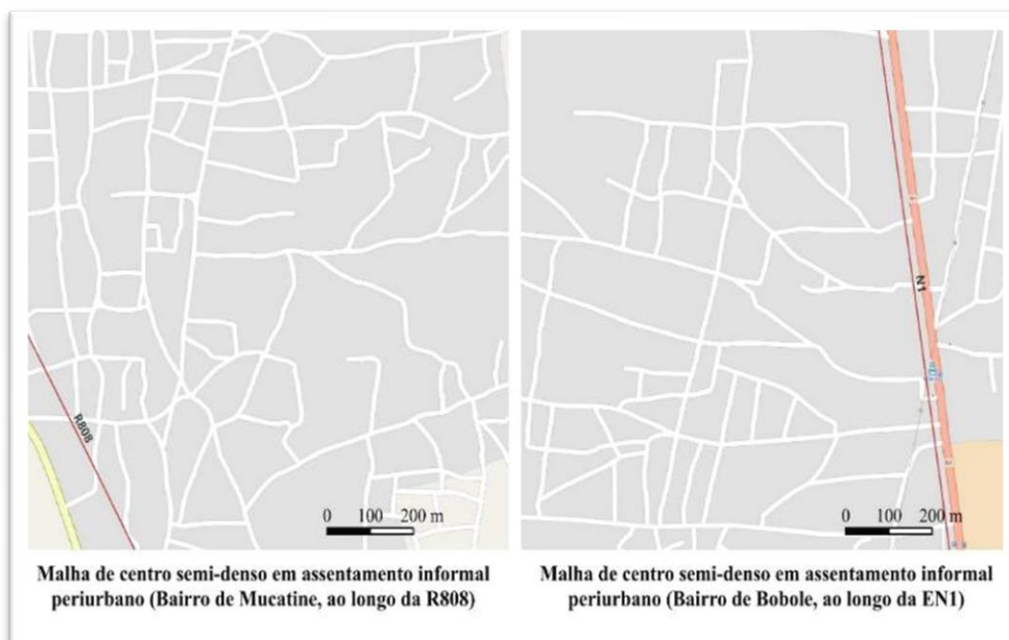 R808
0 100 200 m
N1
0 100 200 m
Malha de centro semi-denso em assentamento informal
periurbano (Bairro de Mucatine, ao longo da R808)
Malha de centro semi-denso em assentamento informal
periurbano (Bairro de Bobole, ao longo da EN1)